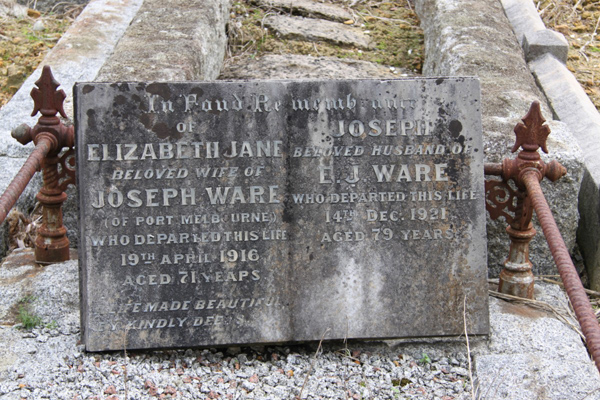 In Fond Remembrance
of
ELIZABETH JANE
BELOVED WIFE OF
JOSEPH WARE
(OF PORT MELBOURNE)
WHO DEPARTED THIS LIFE
19TH APRIL 1916
AGED 71 YEARS.
LIFE MADE BEAUTIFUL
BY KINDLY DEEDS.
JOSEPH
BELOVED HUSBAND OF
E. J. WARE
WHO DEPARTED THIS LIFE
14TH DEC. 1921
AGED 79 YEARS.